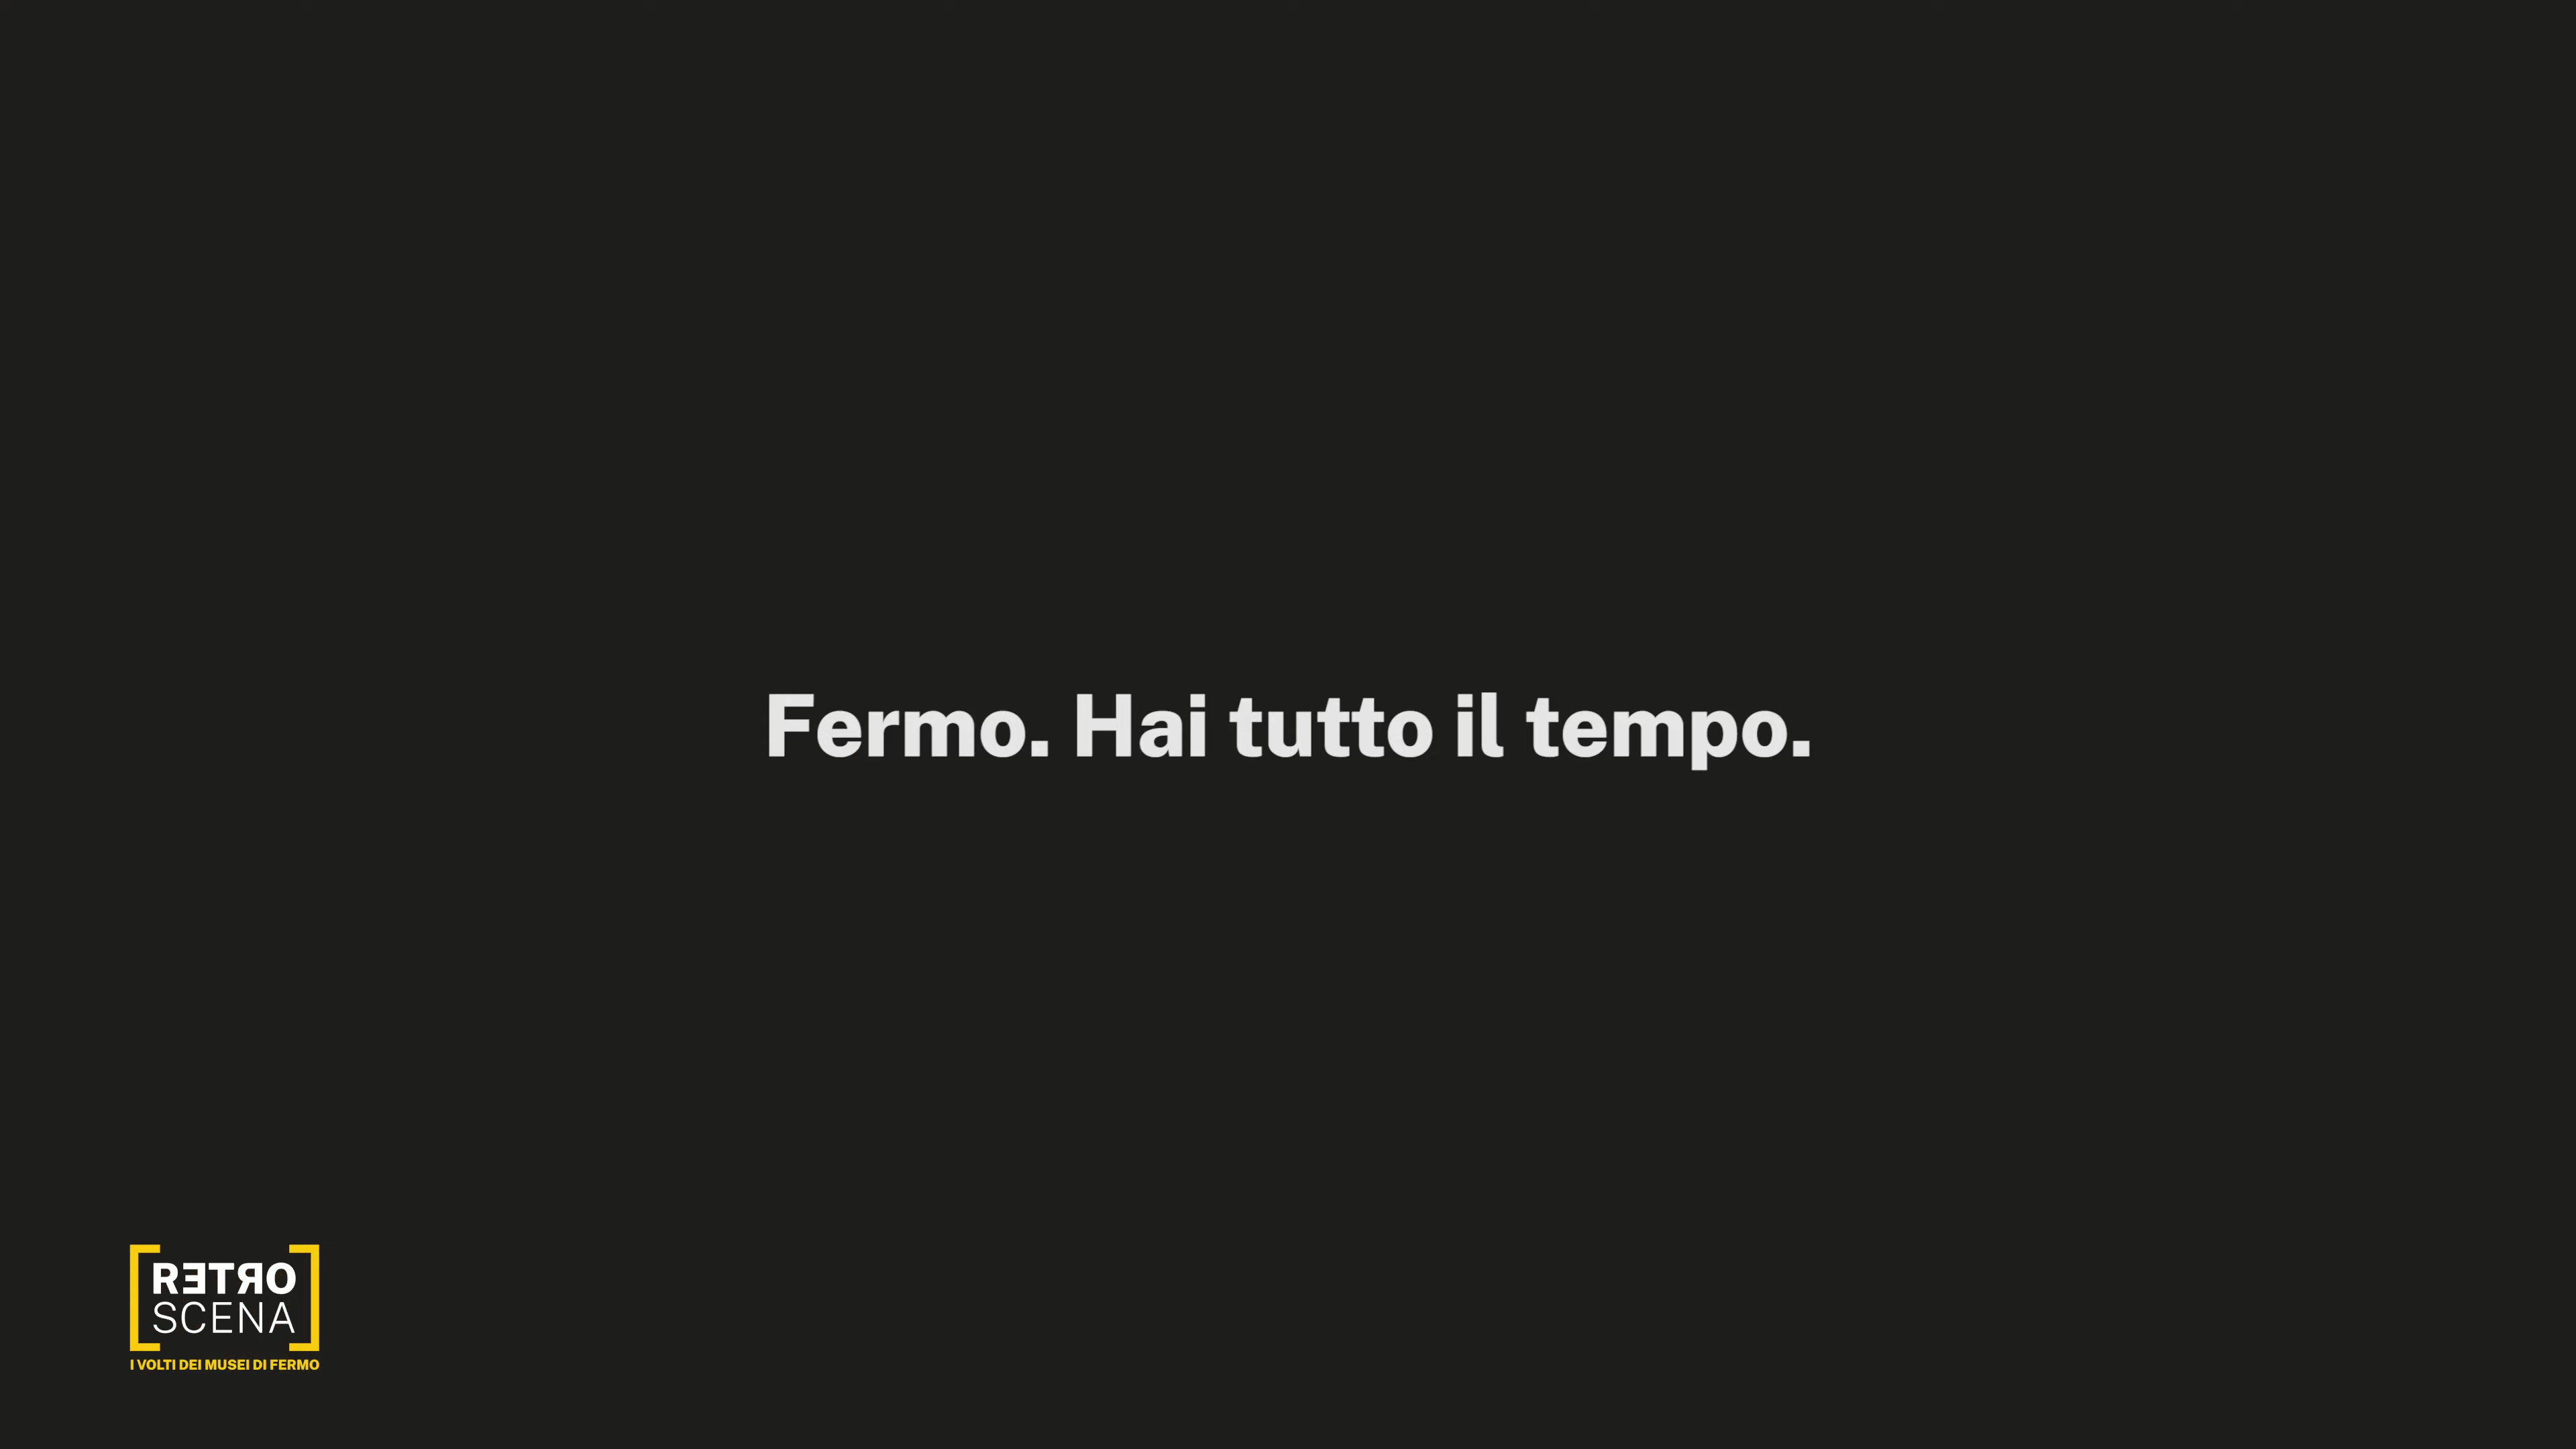 Fermo. Hai tutto il tempo.
RETRO
SCENA
I VOLTI DEI MUSEI DI FERMO